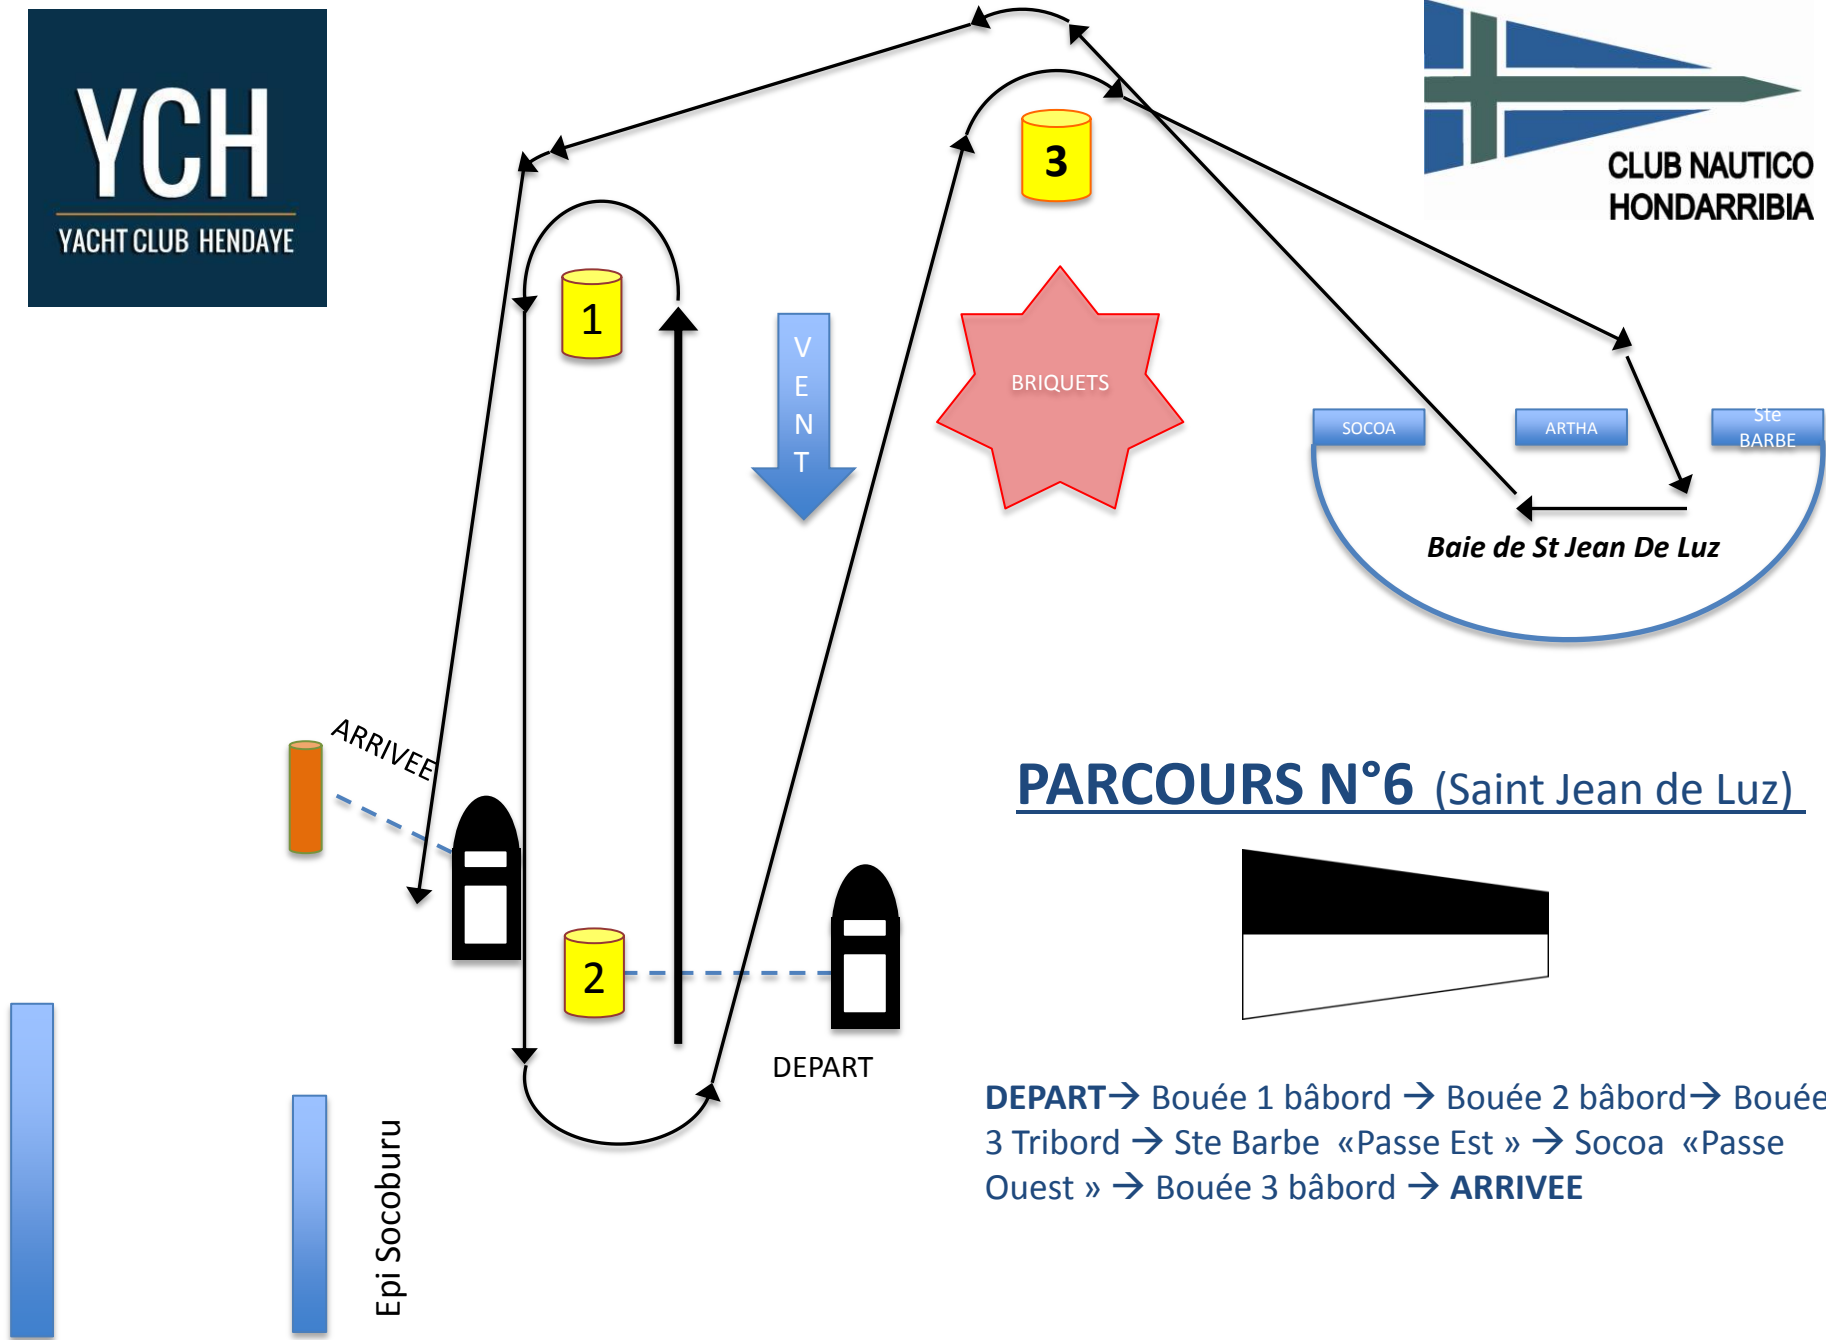 YCH
YACHT CLUB HENDAYE
CLUB NAUTICO
HONDARRIBIA
3
1
V
E
N
T
BRIQUETS
SOCOA
ARTHA
Ste
BARBE
Baie de St Jean De Luz
ARRIVEE
PARCOURS N°6 (Saint Jean de Luz)
2
DEPART
DEPART→ Bouée 1 bâbord → Bouée 2 bâbord→ Bouée
3 Tribord → Ste Barbe «Passe Est » → Socoa «Passe
Ouest » → Bouée 3 bâbord → ARRIVEE
Epi Socoburu